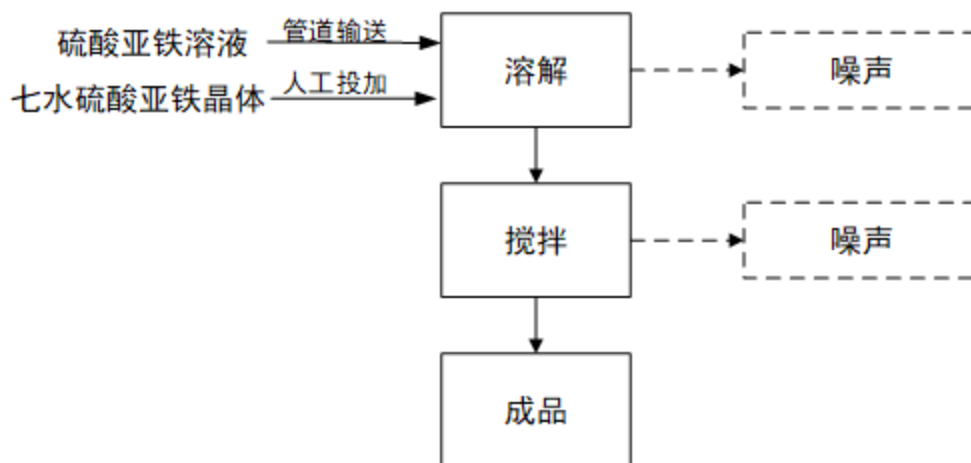 硫酸亚铁溶液
管道输送
七水硫酸亚铁晶体
人工投加
溶解
噪声
搅拌
噪声
成品